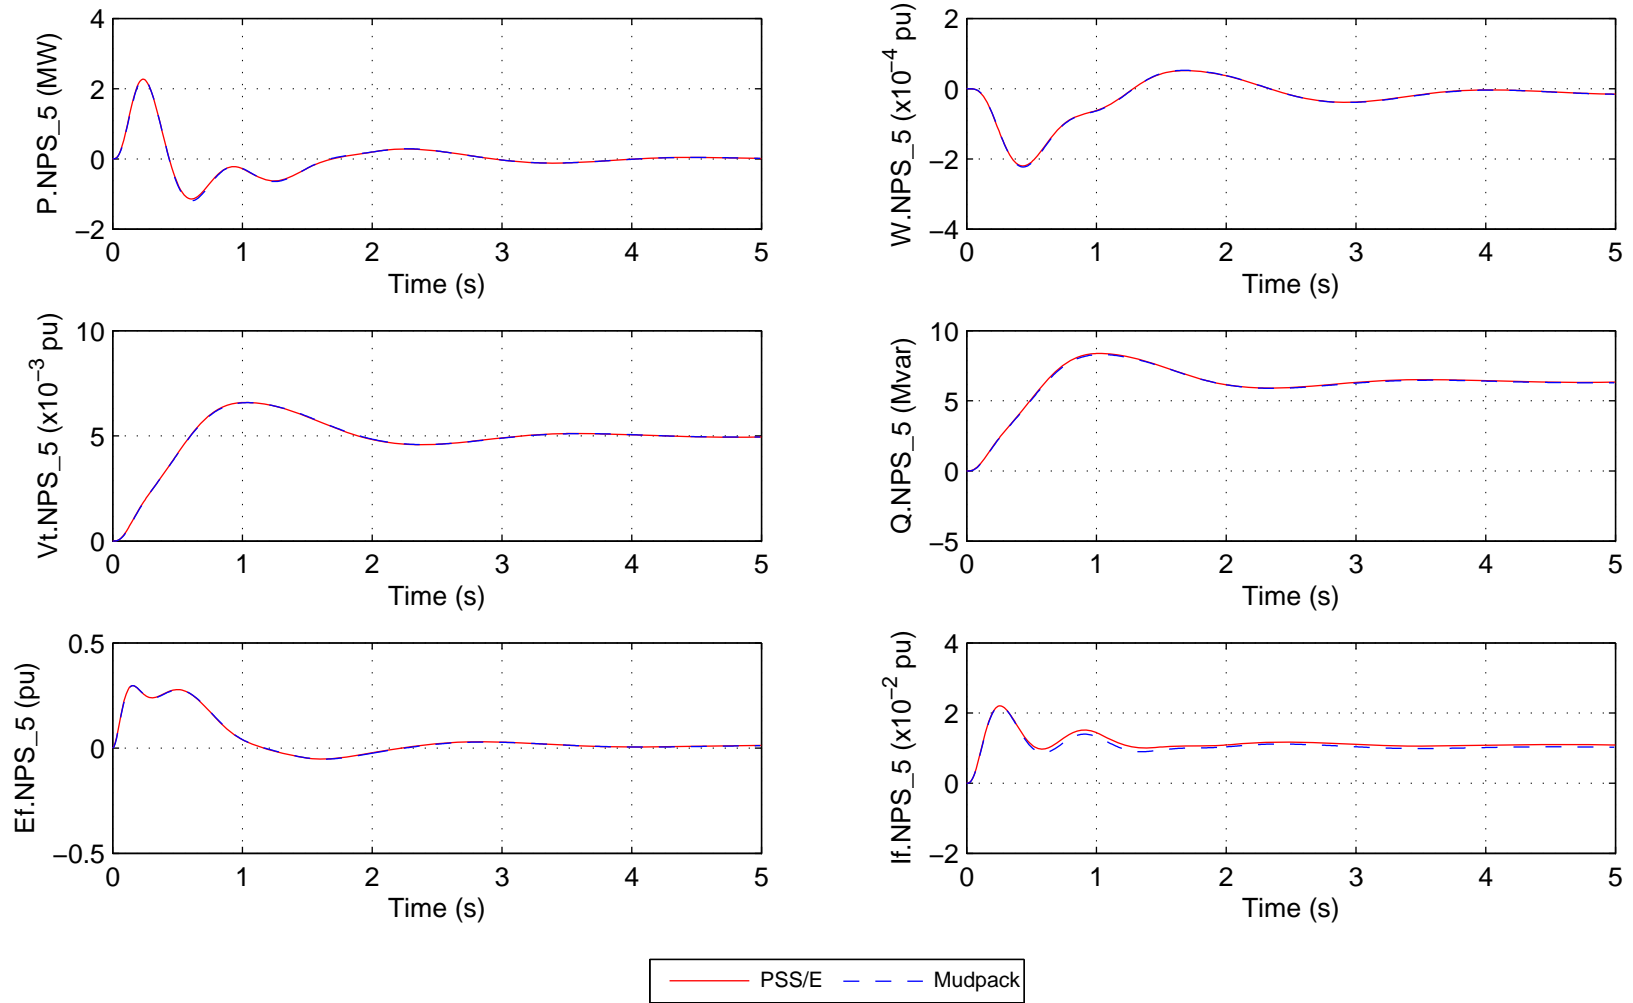 P.NPS_5 (MW)
4
2
0
−2
0 1 2 3 4 5
Time (s)
W.NPS_5 (x10−4 pu)
2
0
−2
−4
0 1 2 3 4 5
Time (s)
Vt.NPS_5 (x10−3 pu)
10
5
0
0 1 2 3 4 5
Time (s)
Q.NPS_5 (Mvar)
10
5
0
−5
0 1 2 3 4 5
Time (s)
Ef.NPS_5 (pu)
0.5
0
−0.5
0 1 2 3 4 5
Time (s)
If.NPS_5 (x10−2 pu)
4
2
0
−2
0 1 2 3 4 5
Time (s)
PSS/E Mudpack